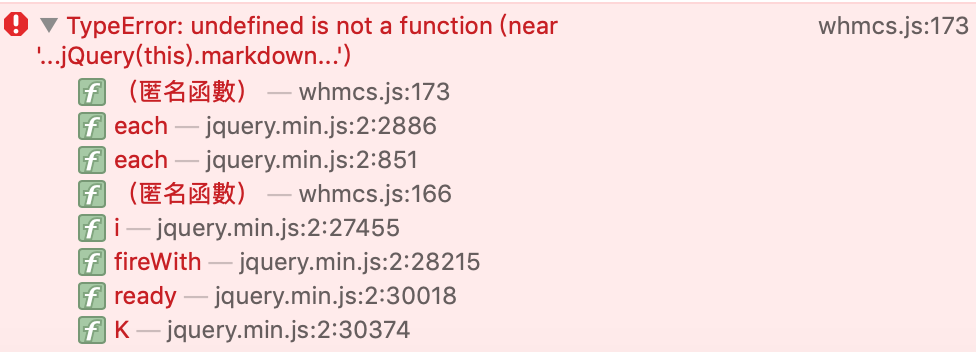 TypeError: undefined is not a function (near whmcs.js:173
'...jQuery(this).markdown...')
f （匿名函數） — whmcs.js:173
f each — jquery.min.js:2:2886
f each — jquery.min.js:2:851
f （匿名函數） — whmcs.js:166
f i — jquery.min.js:2:27455
f fireWith — jquery.min.js:2:28215
f ready — jquery.min.js:2:30018
f K — jquery.min.js:2:30374